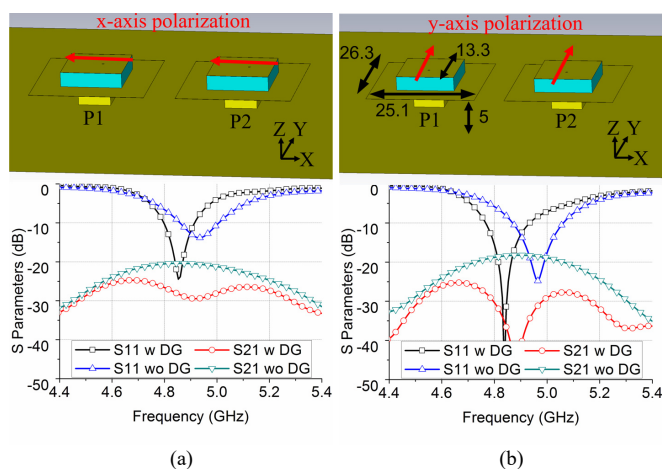 x-axis polarization
P1
P2
Z Y
X
0
-10
-20
-30
-40
-50
S Parameters (dB)
S11 w DG
S21 w DG
S11 wo DG
S21 wo DG
4.4 4.6 4.8 5.0 5.2 5.4
Frequency (GHz)
(a)
y-axis polarization
26.3
13.3
25.1
5
P1
P2
Z Y
X
0
-10
-20
-30
-40
-50
S Parameters (dB)
S11 w DG
S21 w DG
S11 wo DG
S21 wo DG
4.4 4.6 4.8 5.0 5.2 5.4
Frequency (GHz)
(b)